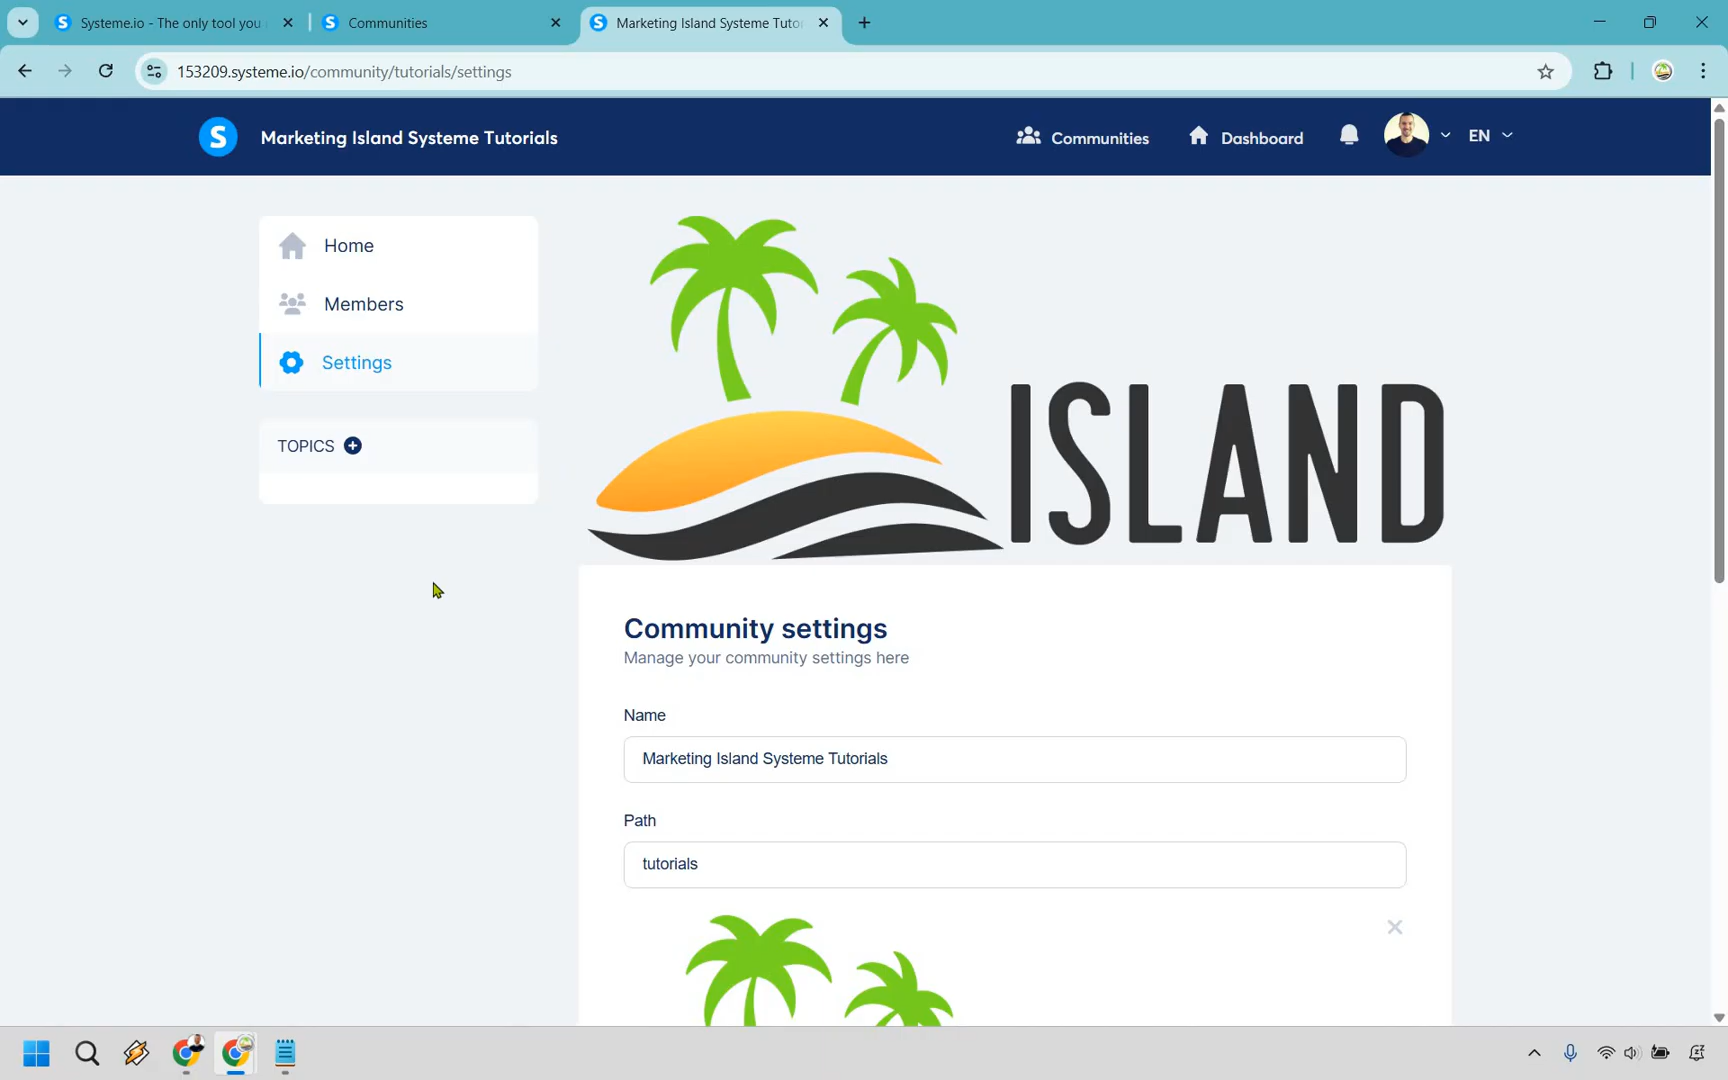 Systeme.io - The only tool you
Communities
Marketing Island Systeme Tutor
153209.systeme.io/community/tutorials/settings
S Marketing Island Systeme Tutorials
Communities
Dashboard
EN
Home
Members
Settings
TOPICS
ISLAND
Community settings
Manage your community settings here
Name
Marketing Island Systeme Tutorials
Path
tutorials